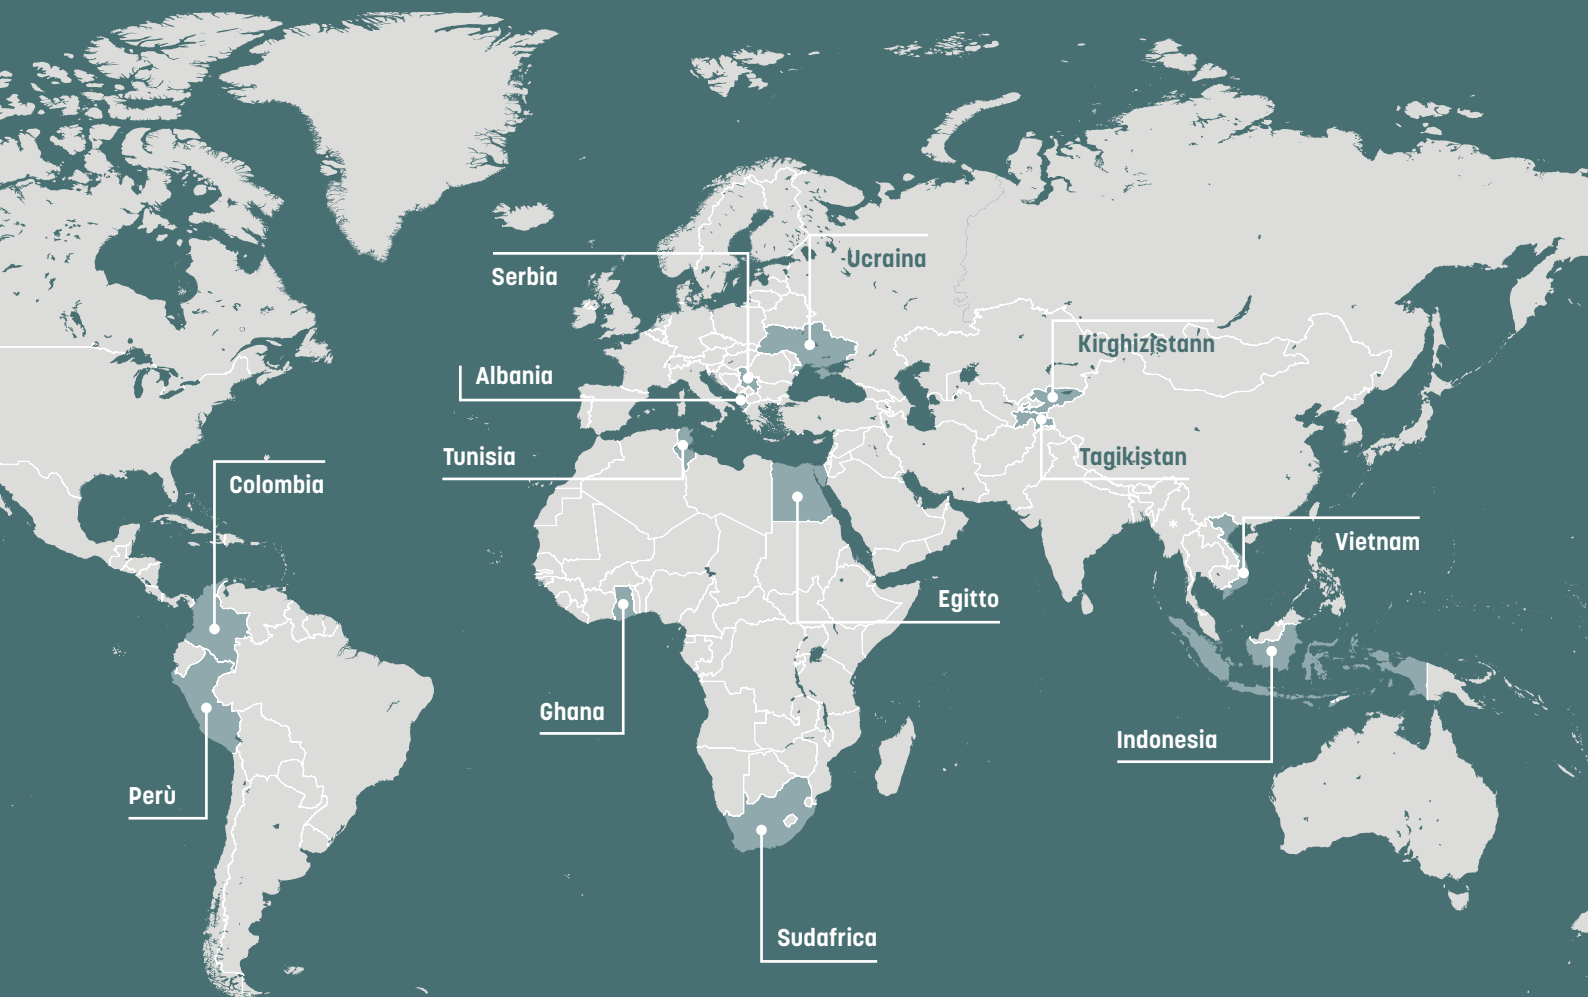 Ucraina
Serbia
Kirghizistann
Albania
Tunisia
Tagikistan
Colombia
Vietnam
Egitto
Ghana
Indonesia
Perù
Sudafrica
*